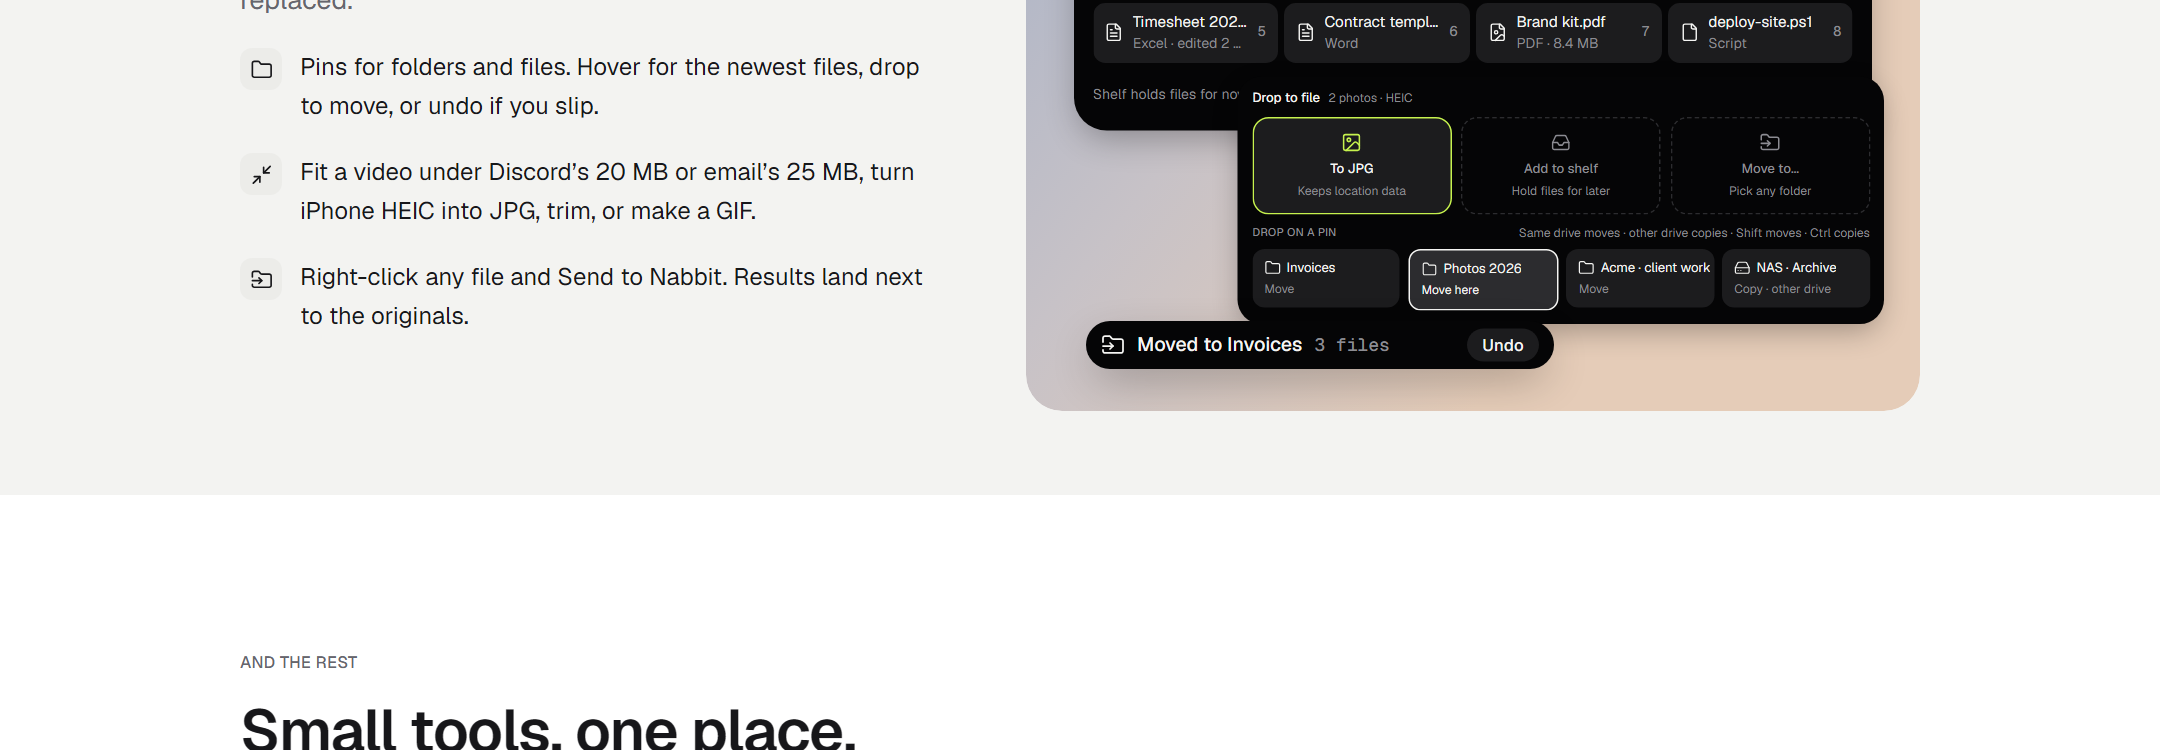 replaced.
Pins for folders and files. Hover for the newest files, drop
to move, or undo if you slip.
Fit a video under Discord’s 20 MB or email’s 25 MB, turn
iPhone HEIC into JPG, trim, or make a GIF.
Right-click any file and Send to Nabbit. Results land next
to the originals.
Timesheet 202... 5 Contract templ... 6 Brand kit.pdf 7 deploy-site.ps1 8
Excel · edited 2 ... Word PDF · 8.4 MB Script
Shelf holds files for
Drop to file 2 photos · HEIC
To JPG Add to shelf Move to...
Keeps location data Hold files for later Pick any folder
DROP ON A PIN Same drive moves · other drive copies · Shift moves · Ctrl copies
Invoices Photos 2026 Acme · client work NAS · Archive
Move Move here Move Copy · other drive
Moved to Invoices 3 files Undo
AND THE REST
Small tools, one place.